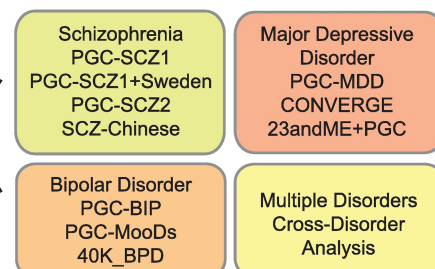 Schizophrenia
PGC-SCZ1
PGC-SCZ1+Sweden
PGC-SCZ2
SCZ-Chinese
Major Depressive
Disorder
PGC-MDD
CONVERGE
23andME+PGC
Bipolar Disorder
PGC-BIP
PGC-MooDs
40K_BPD
Multiple Disorders
Cross-Disorder
Analysis